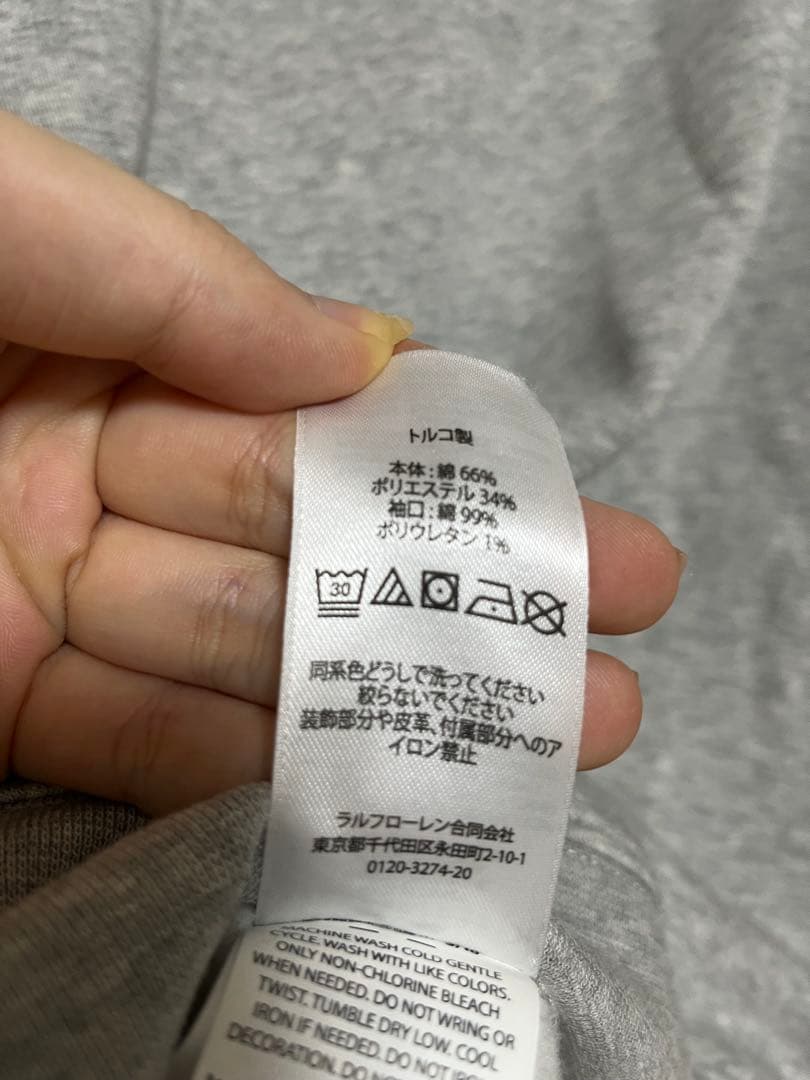 トルコ製
本体 : 綿 66%
ポリエステル 34%
袖口 : 綿 99%
ポリウレタン 1%
30
同系色どうしで洗ってください
絞らないでください
装飾部分や皮革、付属部分へのア
イロン禁止
ラルフローレン合同会社
東京都千代田区永田町2-10-1
0120-3274-20
MACHINE WASH COLD GENTLE
CYCLE. WASH WITH LIKE COLORS.
ONLY NON-CHLORINE BLEACH
WHEN NEEDED. DO NOT WRING OR
TWIST. TUMBLE DRY LOW. COOL
IRON IF NEEDED. DO NOT IRON
DECORATION. DO NOT